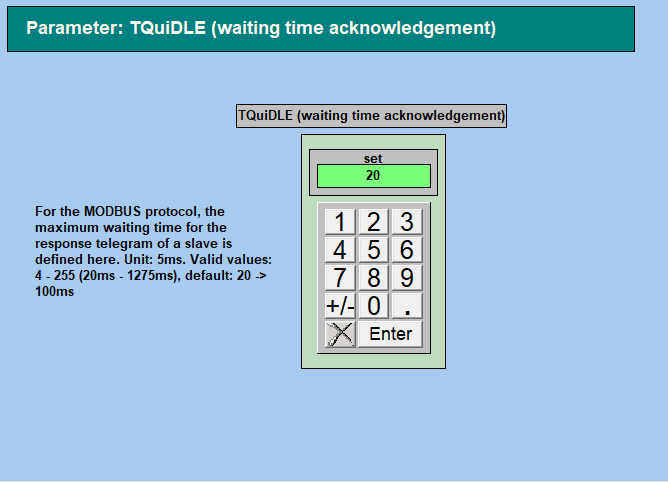 Parameter: TQuiDLE (waiting time acknowledgement)
TQuiDLE (waiting time acknowledgement)
set
20
For the MODBUS protocol, the
maximum waiting time for the
response telegram of a slave is
defined here. Unit: 5ms. Valid values:
4 - 255 (20ms - 1275ms), default: 20 ->
100ms
1 2 3
4 5 6
7 8 9
+/- 0 .
Enter